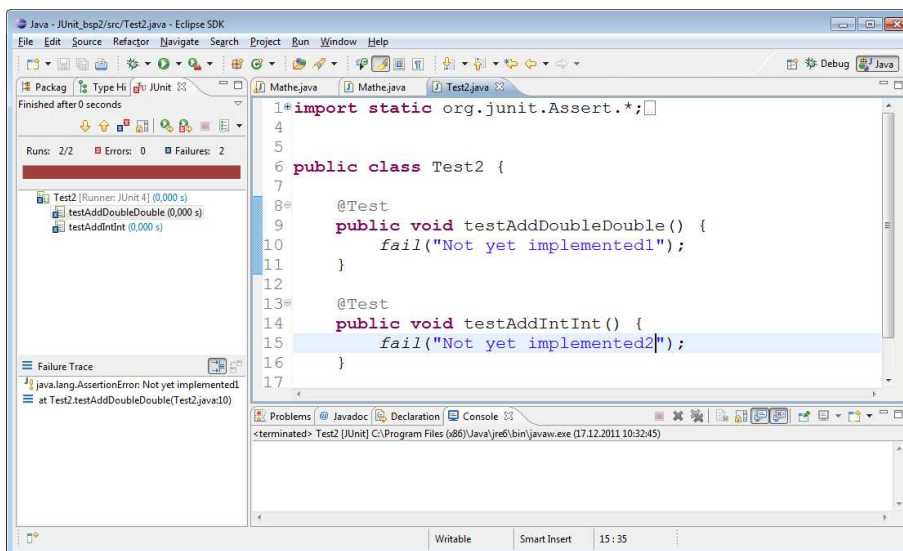 Java - JUnit_bsp2/src/Test2.java - Eclipse SDK
File Edit Source Refactor Navigate Search Project Run Window Help
Debug Java
Packag Type Hi JUnit
Finished after 0 seconds
Runs: 2/2 Errors: 0 Failures: 2
Test2 [Runner: JUnit 4] (0,000 s)
testAddDoubleDouble (0,000 s)
testAddIntInt (0,000 s)
Failure Trace
java.lang.AssertionError: Not yet implemented1
at Test2.testAddDoubleDouble(Test2.java:10)
Mathe.java Mathe.java Test2.java
1 import static org.junit.Assert.*;
4
5
6 public class Test2 {
7
8 @Test
9 public void testAddDoubleDouble() {
10 fail("Not yet implemented1");
11 }
12
13 @Test
14 public void testAddIntInt() {
15 fail("Not yet implemented2");
16 }
17
Problems @ Javadoc Declaration Console
<terminated> Test2 [JUnit] C:\Program Files (x86)\Java\jre6\bin\javaw.exe (17.12.2011 10:32:45)
Writable Smart Insert 15 : 35